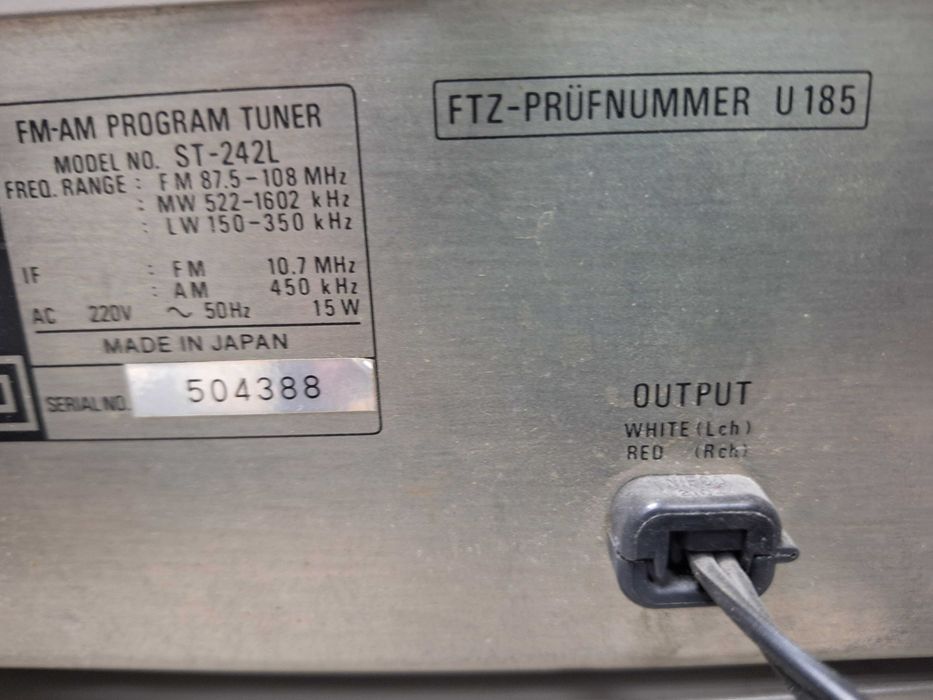 FM-AM PROGRAM TUNER
MODEL NO. ST-242L
FREQ. RANGE : FM 87.5-108 MHz
: MW 522-1602 kHz
: LW 150-350 kHz
IF : FM 10.7 MHz
: AM 450 kHz
AC 220V ~ 50Hz 15 W
MADE IN JAPAN
SERIAL NO. 504388
FTZ-PRÜFNUMMER U 185
OUTPUT
WHITE (Lch)
RED (Rch)